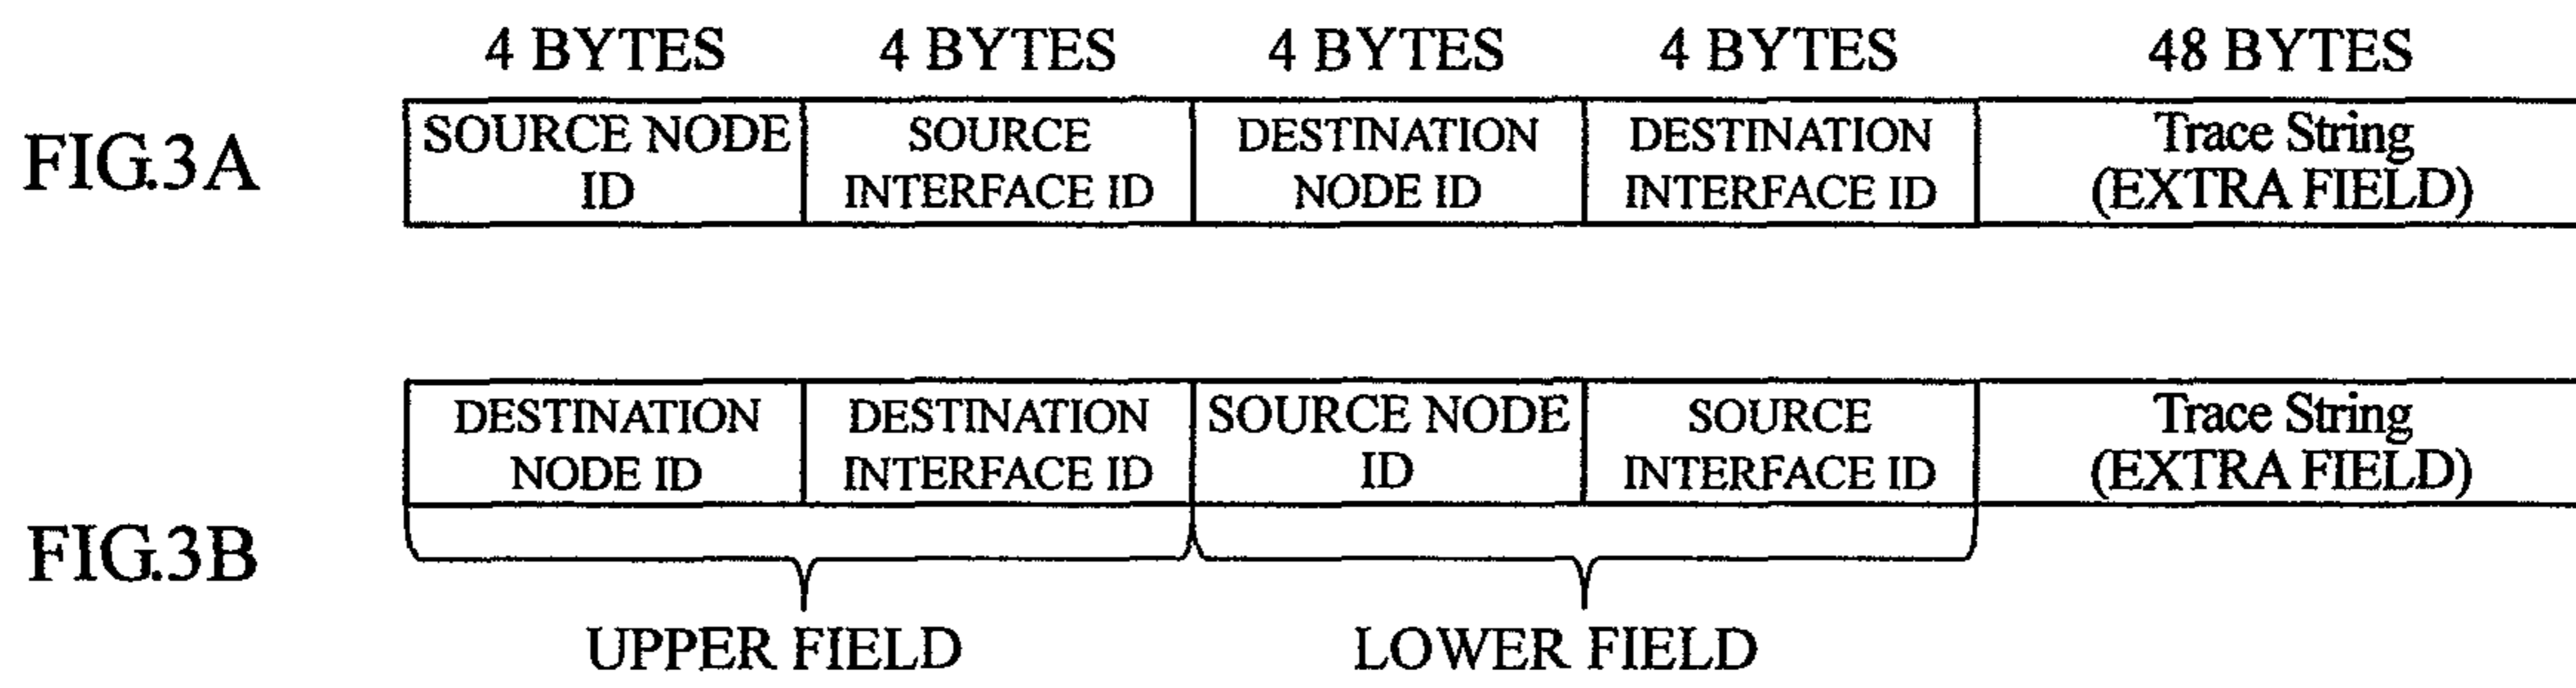 4 BYTES 4 BYTES 4 BYTES 4 BYTES 48 BYTES
FIG.3A
SOURCE NODE
ID
SOURCE
INTERFACE ID
DESTINATION
NODE ID
DESTINATION
INTERFACE ID
Trace String
(EXTRA FIELD)
FIG.3B
DESTINATION
NODE ID
DESTINATION
INTERFACE ID
SOURCE NODE
ID
SOURCE
INTERFACE ID
Trace String
(EXTRA FIELD)
UPPER FIELD
LOWER FIELD